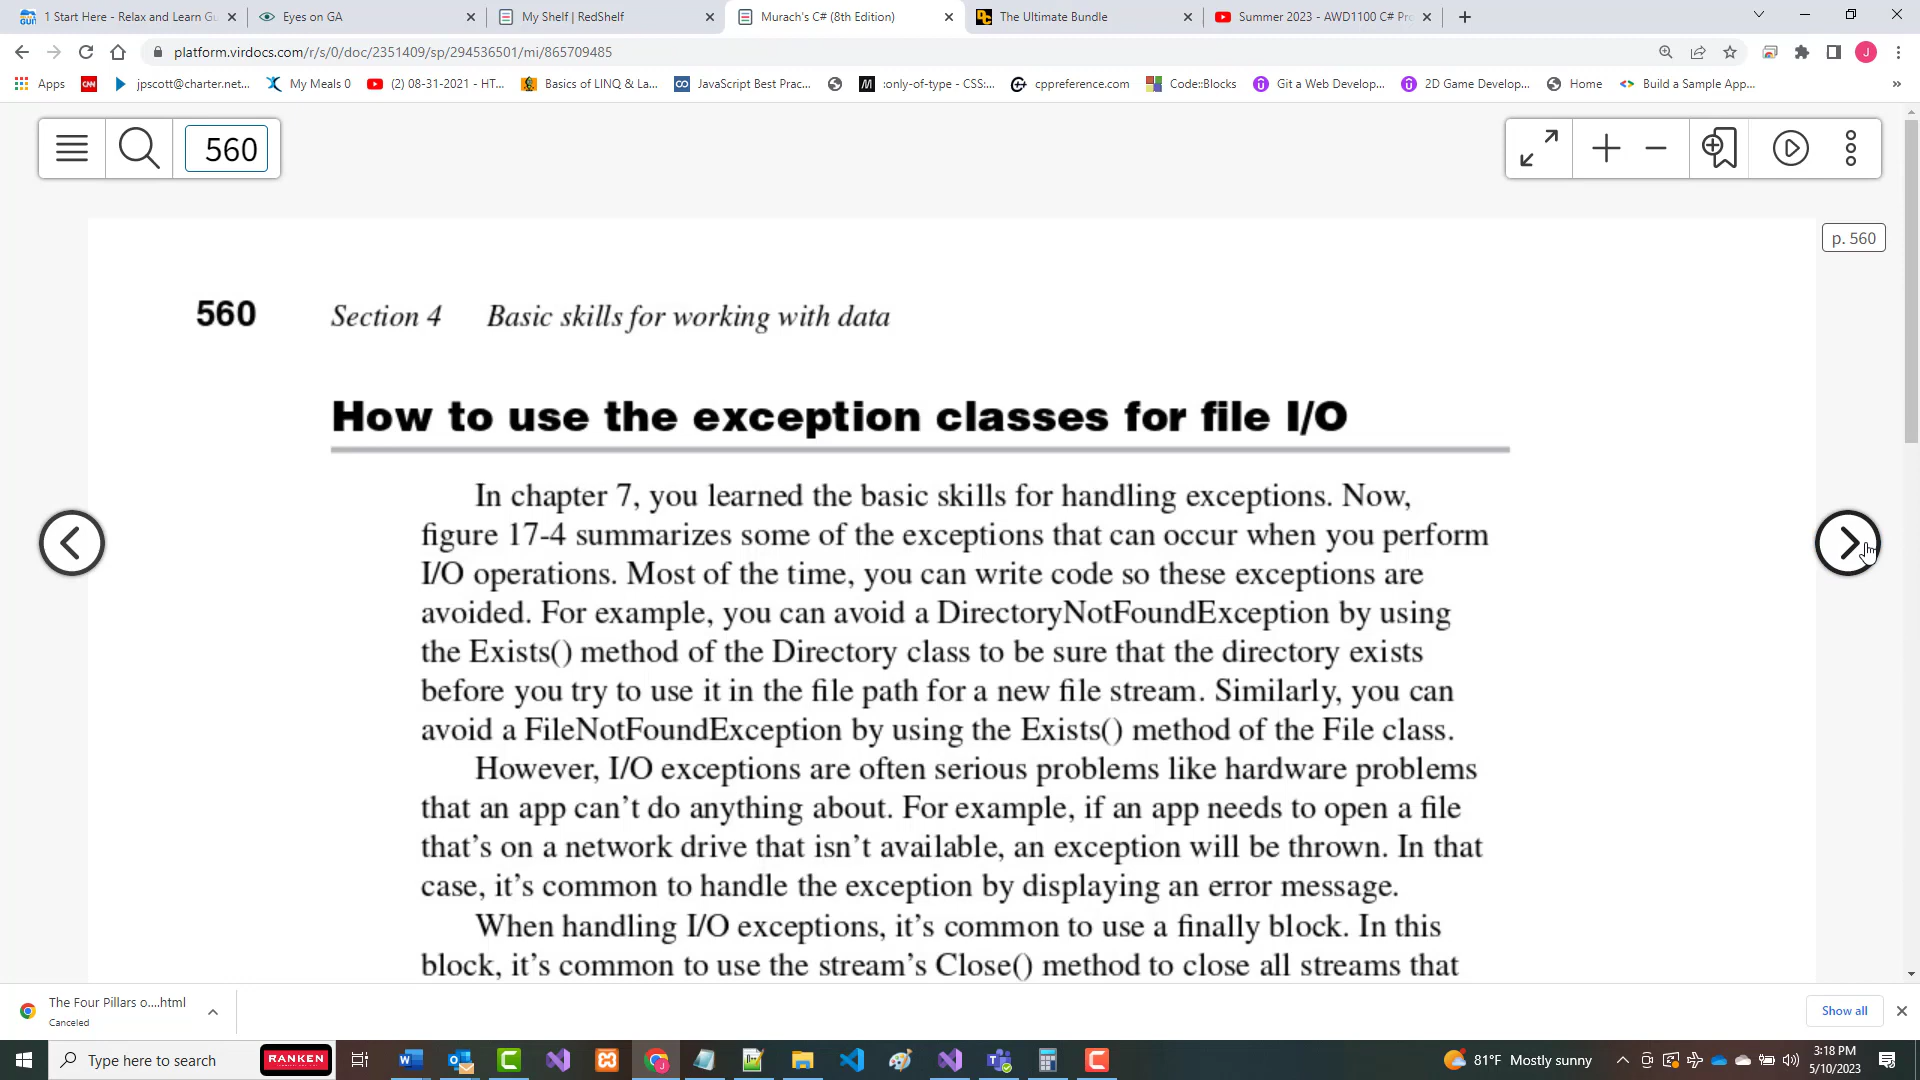 1 Start Here - Relax and Learn Gu
Eyes on GA
My Shelf | RedShelf
Murach's C# (8th Edition)
The Ultimate Bundle
Summer 2023 - AWD1100 C# Pro
platform.virdocs.com/r/s/0/doc/2351409/sp/294536501/mi/865709485
Apps
CNN
jpscott@charter.net...
My Meals 0
(2) 08-31-2021 - HT...
Basics of LINQ & La...
JavaScript Best Prac...
:only-of-type - CSS:...
cppreference.com
Code::Blocks
Git a Web Develop...
2D Game Develop...
Home
Build a Sample App...
»
560
p. 560
560 Section 4 Basic skills for working with data
How to use the exception classes for file I/O
In chapter 7, you learned the basic skills for handling exceptions. Now,
figure 17-4 summarizes some of the exceptions that can occur when you perform
I/O operations. Most of the time, you can write code so these exceptions are
avoided. For example, you can avoid a DirectoryNotFoundException by using
the Exists() method of the Directory class to be sure that the directory exists
before you try to use it in the file path for a new file stream. Similarly, you can
avoid a FileNotFoundException by using the Exists() method of the File class.
However, I/O exceptions are often serious problems like hardware problems
that an app can't do anything about. For example, if an app needs to open a file
that's on a network drive that isn't available, an exception will be thrown. In that
case, it's common to handle the exception by displaying an error message.
When handling I/O exceptions, it's common to use a finally block. In this
block, it's common to use the stream's Close() method to close all streams that
The Four Pillars o....html
Canceled
Show all
Type here to search
RANKEN
81°F Mostly sunny
3:18 PM
5/10/2023